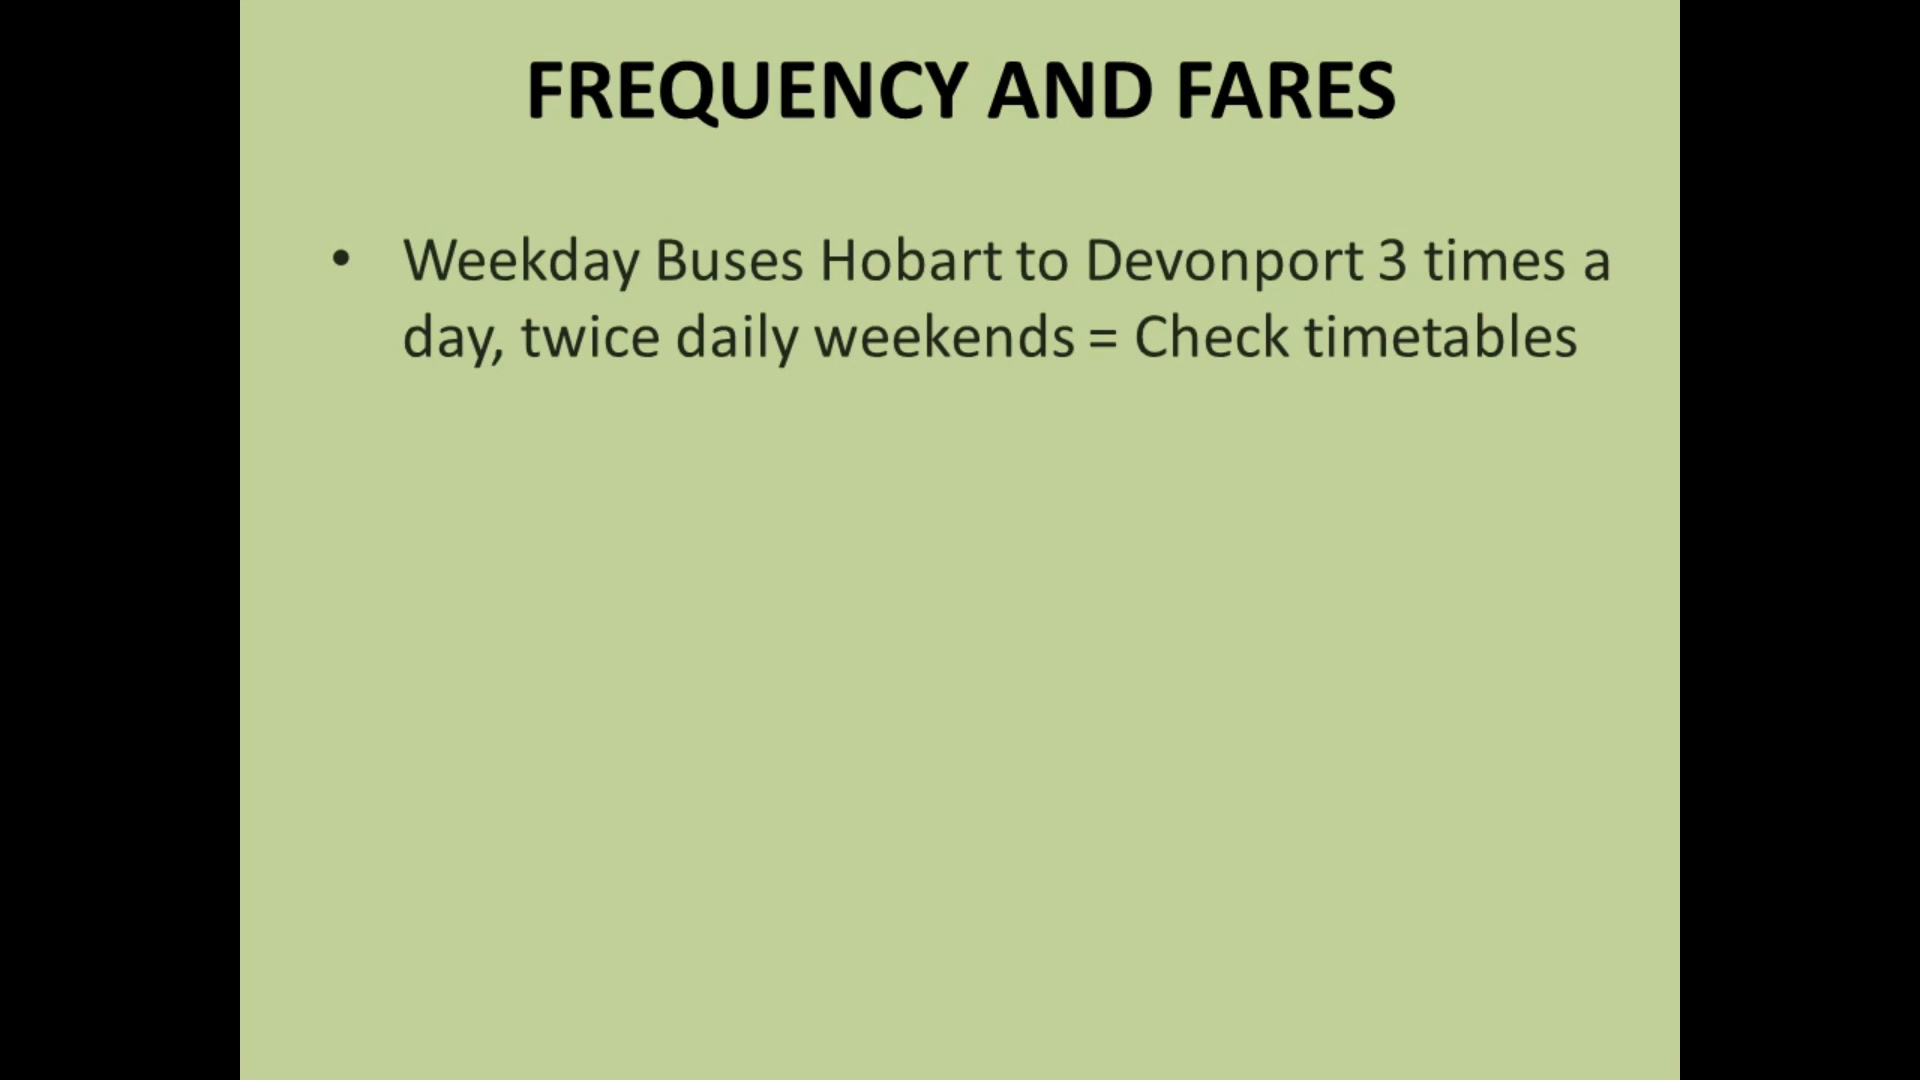 FREQUENCY AND FARES
• Weekday Buses Hobart to Devonport 3 times a
day, twice daily weekends = Check timetables